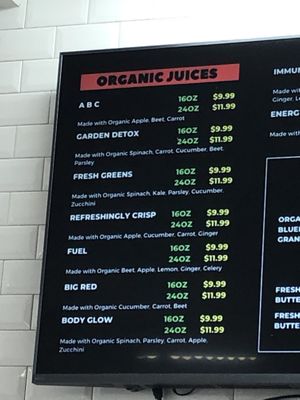 ORGANIC JUICES
A B C 16OZ $9.99
24OZ $11.99
Made with Organic Apple, Beet, Carrot
GARDEN DETOX 16OZ $9.99
24OZ $11.99
Made with Organic Spinach, Carrot, Cucumber, Beet,
Parsley
FRESH GREENS 16OZ $9.99
24OZ $11.99
Made with Organic Spinach, Kale, Parsley, Cucumber,
Zucchini
REFRESHINGLY CRISP 16OZ $9.99
24OZ $11.99
Made with Organic Apple, Cucumber, Carrot, Ginger
FUEL 16OZ $9.99
24OZ $11.99
Made with Organic Beet, Apple, Lemon, Ginger, Celery
BIG RED 16OZ $9.99
24OZ $11.99
Made with Organic Cucumber, Carrot, Beet
BODY GLOW 16OZ $9.99
24OZ $11.99
Made with Organic Spinach, Parsley, Carrot, Apple,
Zucchini
IMMUN
Made with
Ginger, L
ENERG
Made with
ORGA
BLUE
GRAN
FRESH
BUTT
FRESH
BUTT